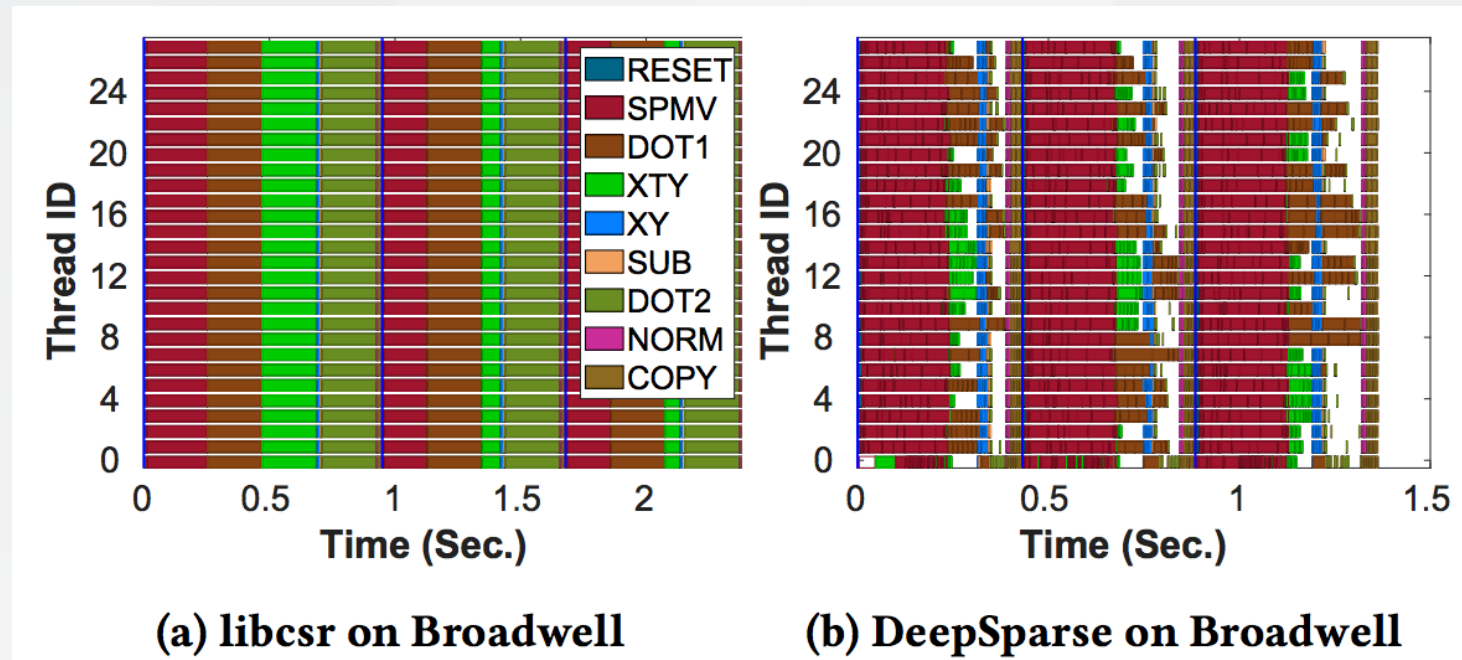 RESET
SPMV
DOT1
XTY
XY
SUB
DOT2
NORM
COPY
Thread ID
24
20
16
12
8
4
0
0 0.5 1 1.5 2
Time (Sec.)
(a) libcsr on Broadwell
Thread ID
24
20
16
12
8
4
0
0 0.5 1 1.5
Time (Sec.)
(b) DeepSparse on Broadwell